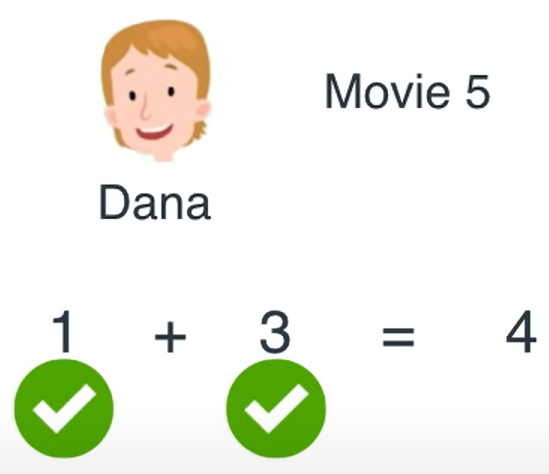 Movie 5
Dana
1 + 3 = 4